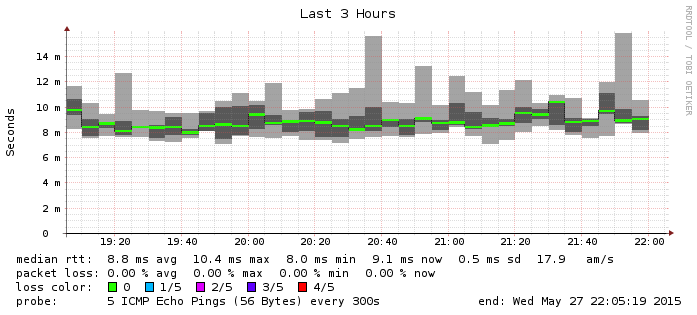 Last 3 Hours
RRDTOOL / TOBI OETIKER
Seconds
14 m
12 m
10 m
8 m
6 m
4 m
2 m
0
19:20 19:40 20:00 20:20 20:40 21:00 21:20 21:40 22:00
median rtt: 8.8 ms avg 10.4 ms max 8.0 ms min 9.1 ms now 0.5 ms sd 17.9 am/s
packet loss: 0.00 % avg 0.00 % max 0.00 % min 0.00 % now
loss color: 0 1/5 2/5 3/5 4/5
probe: 5 ICMP Echo Pings (56 Bytes) every 300s end: Wed May 27 22:05:19 2015